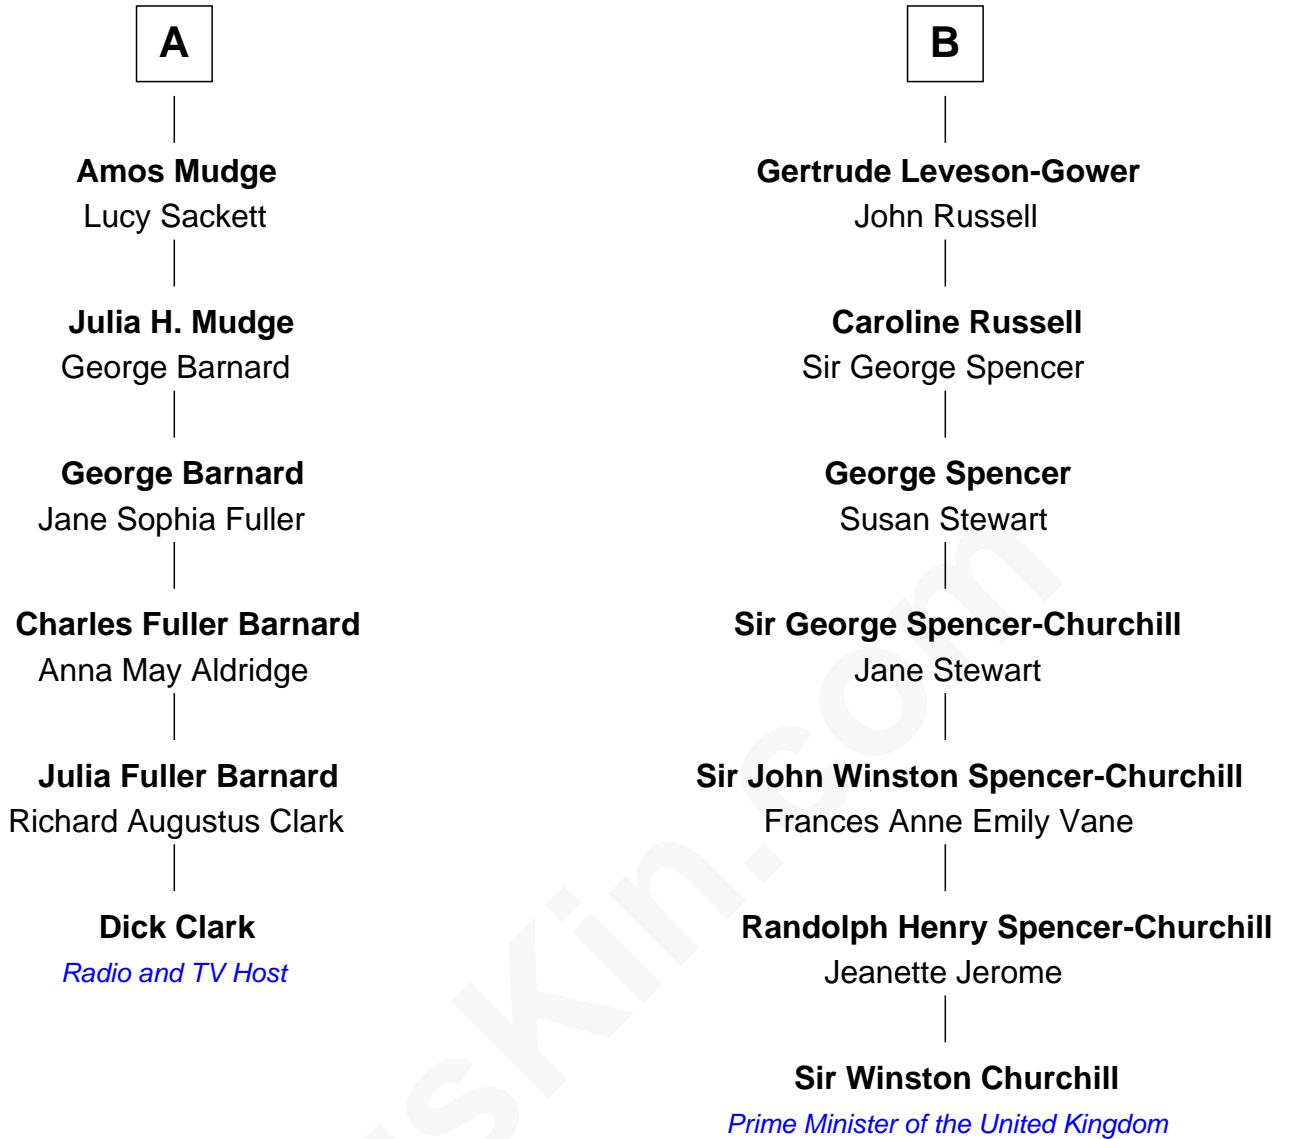 A
Amos Mudge
Lucy Sackett
Julia H. Mudge
George Barnard
George Barnard
Jane Sophia Fuller
Charles Fuller Barnard
Anna May Aldridge
Julia Fuller Barnard
Richard Augustus Clark
Dick Clark
Radio and TV Host
B
Gertrude Leveson-Gower
John Russell
Caroline Russell
Sir George Spencer
George Spencer
Susan Stewart
Sir George Spencer-Churchill
Jane Stewart
Sir John Winston Spencer-Churchill
Frances Anne Emily Vane
Randolph Henry Spencer-Churchill
Jeanette Jerome
Sir Winston Churchill
Prime Minister of the United Kingdom